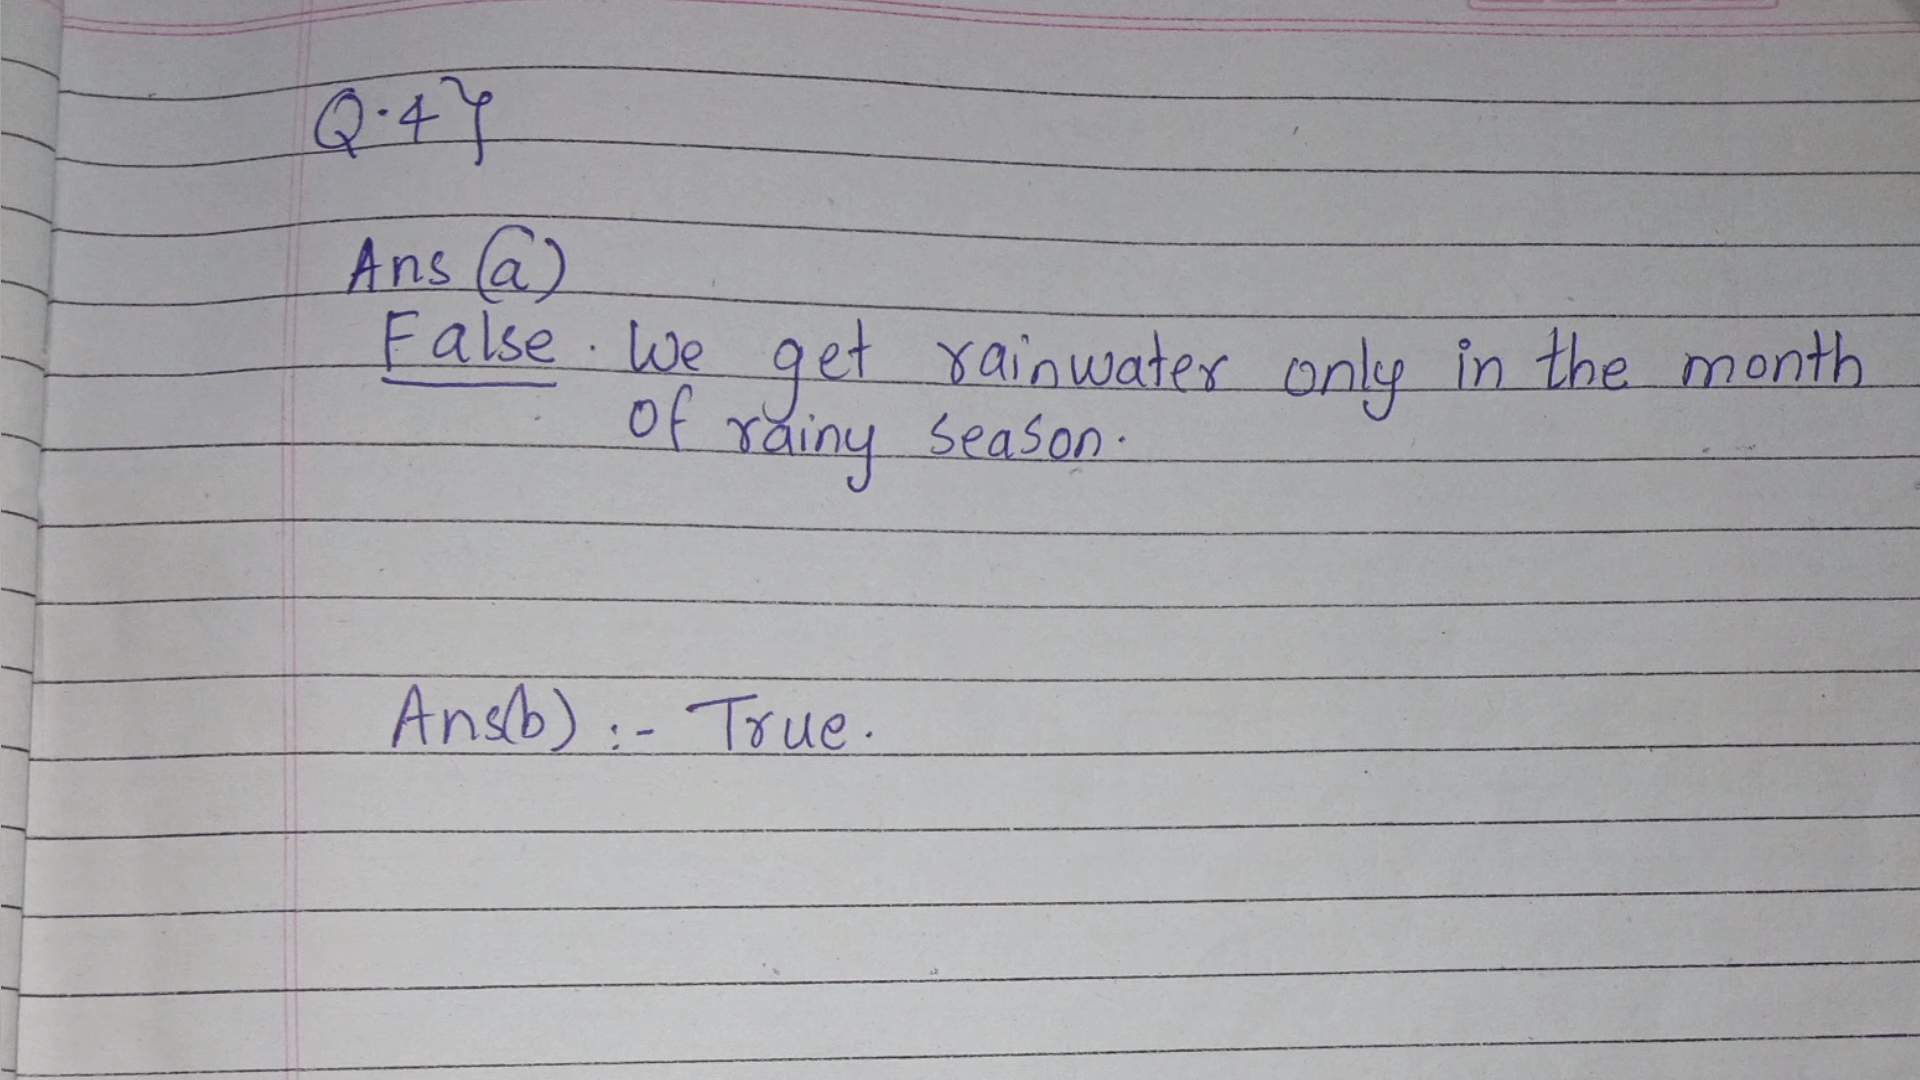 Q.4}
Ans (a)
False. We get rainwater only in the month
of rainy season.
Ans(b) :- True.